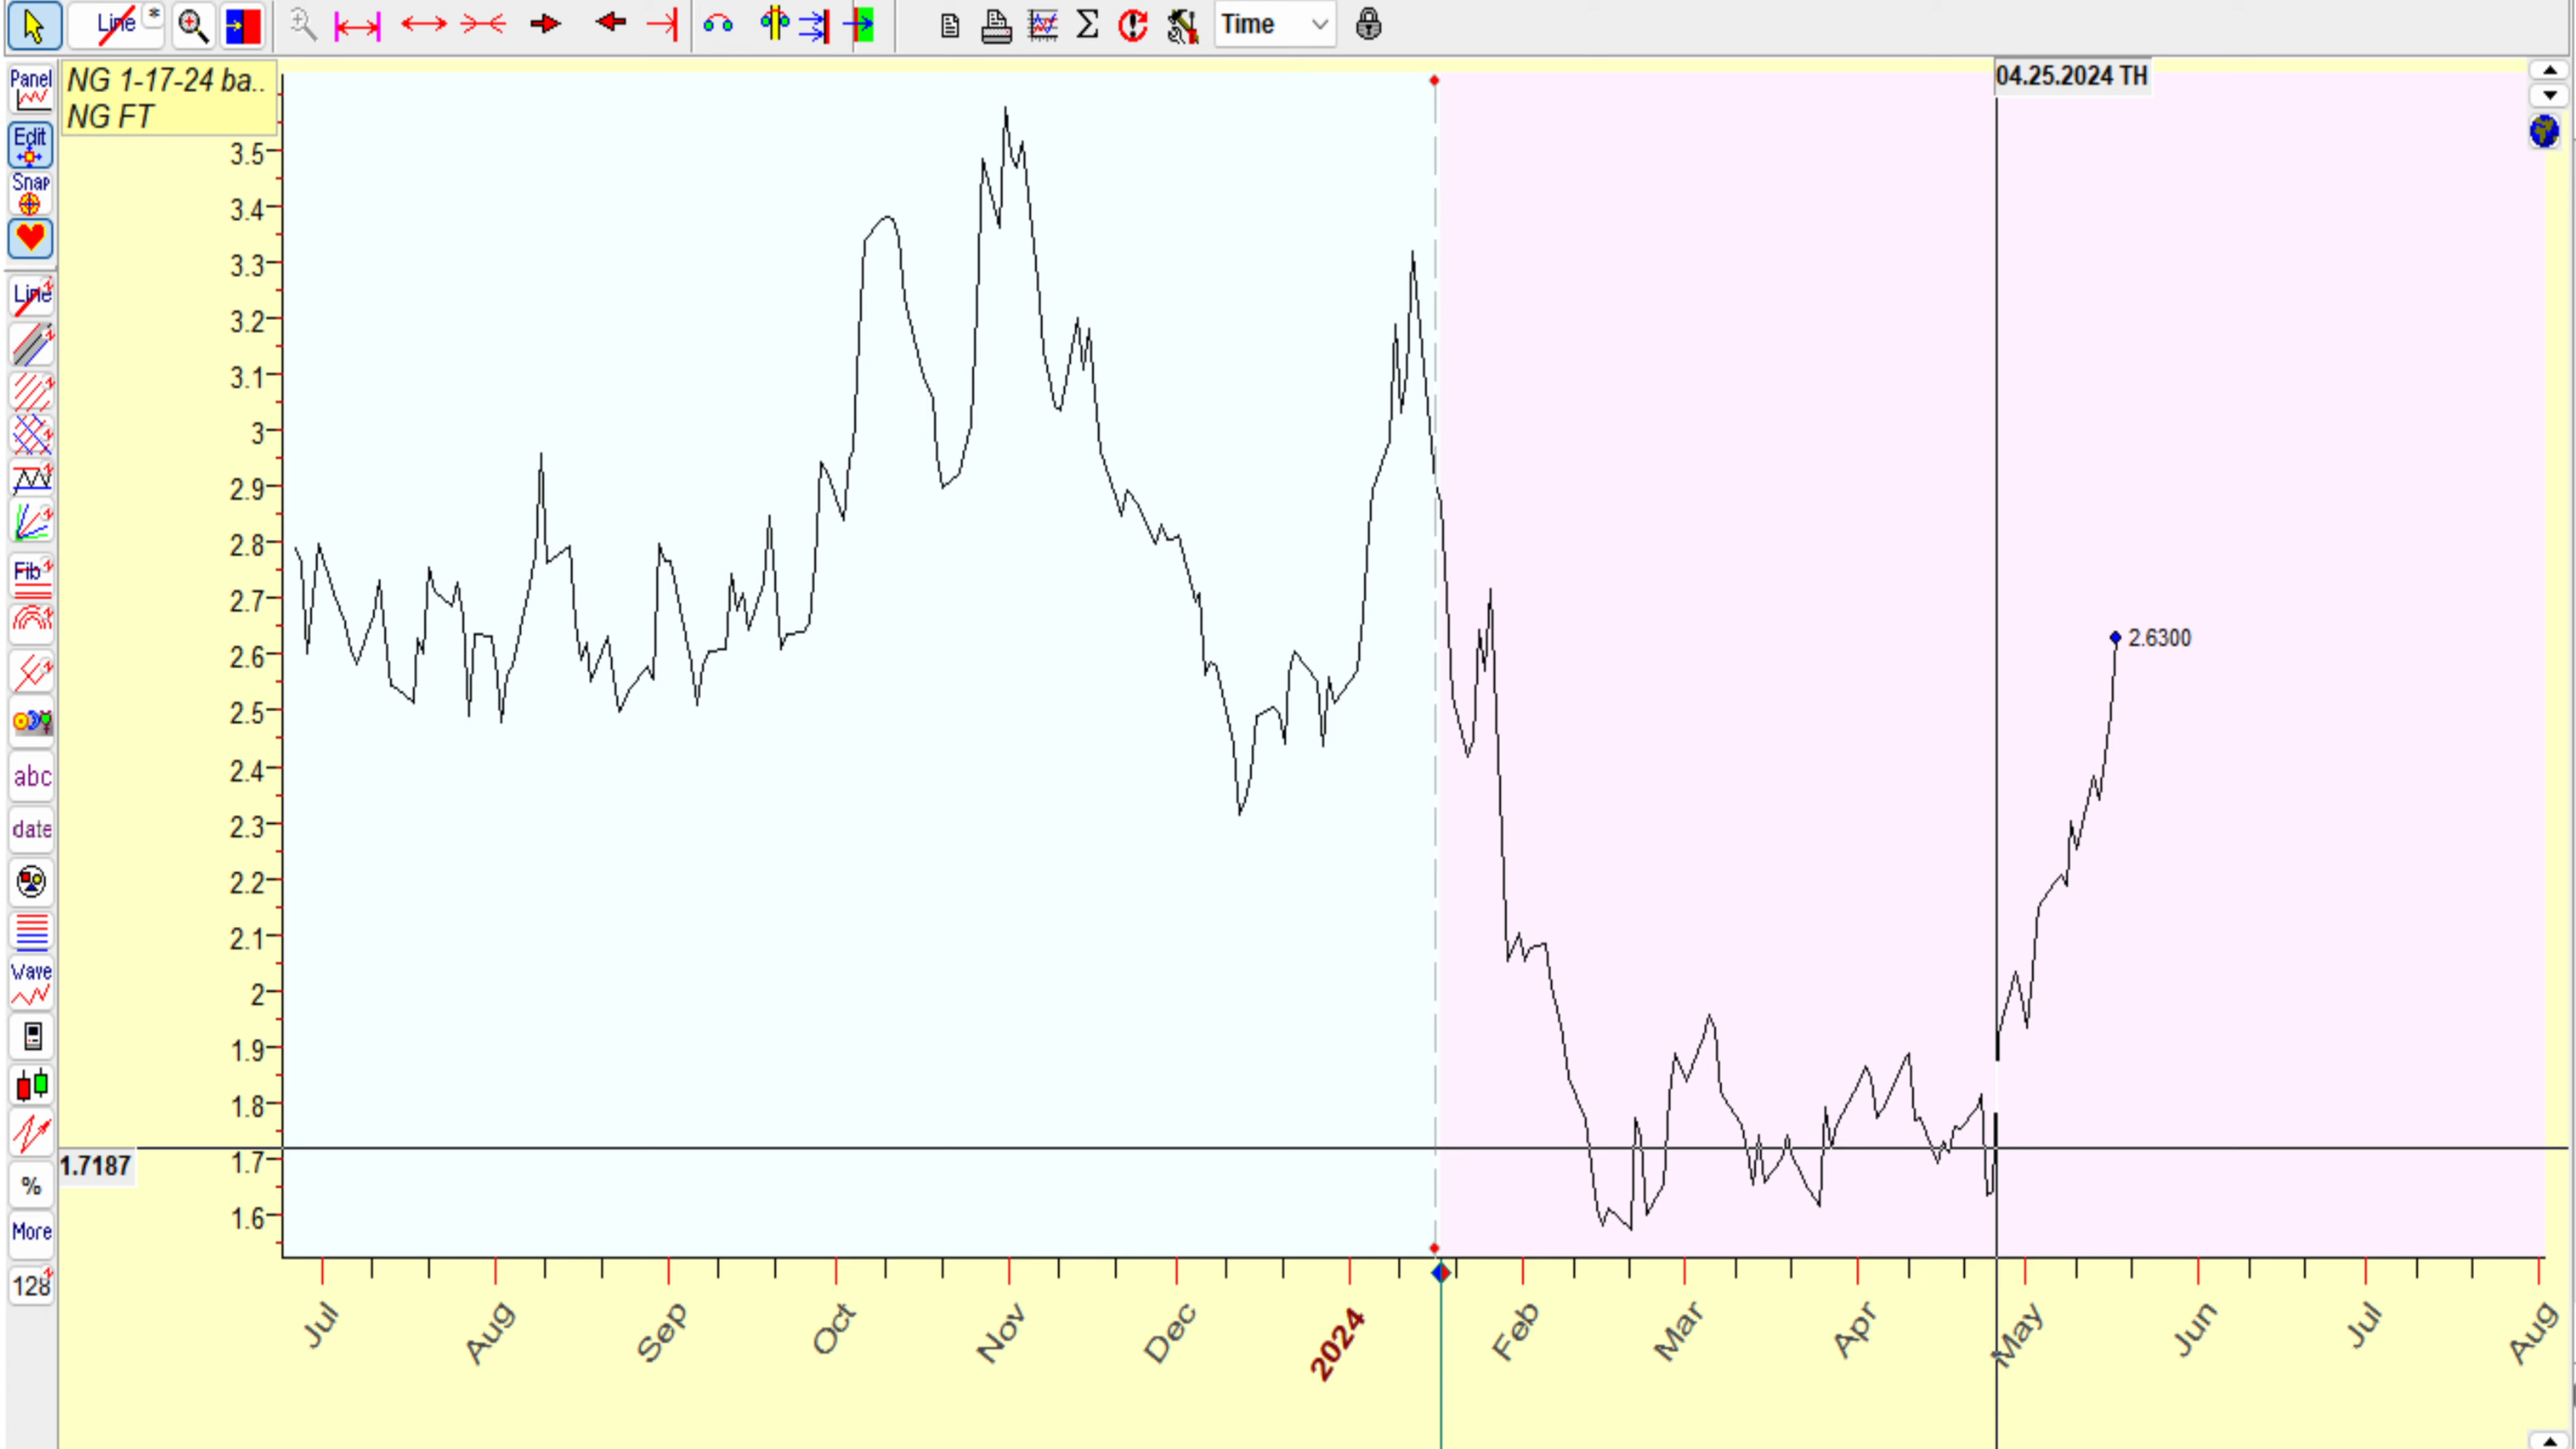 Line *
Time
Panel
NG 1-17-24 ba..
NG FT
04.25.2024 TH
Edit
Snap
Line
Fib
abc
date
Wave
%
More
128
3.5
3.4
3.3
3.2
3.1
3
2.9
2.8
2.7
2.6
2.5
2.4
2.3
2.2
2.1
2
1.9
1.8
1.7
1.6
2.6300
1.7187
Jul
Aug
Sep
Oct
Nov
Dec
2024
Feb
Mar
Apr
May
Jun
Jul
Aug